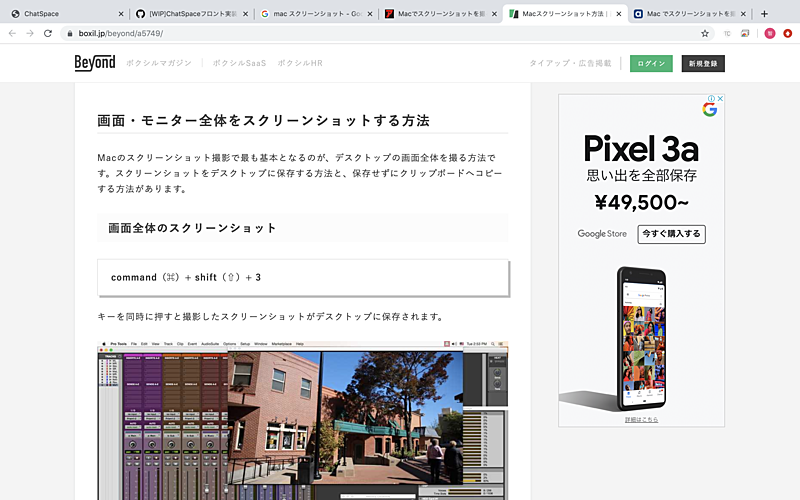 ChatSpace
[WIP]ChatSpaceフロント実装
mac スクリーンショット - Goo
Macでスクリーンショットを撮
Macスクリーンショット方法 |
Mac でスクリーンショットを撮
boxil.jp/beyond/a5749/
Beyond
ボクシルマガジン
ボクシルSaaS
ボクシルHR
タイアップ・広告掲載
ログイン
新規登録
画面・モニター全体をスクリーンショットする方法
Macのスクリーンショット撮影で最も基本となるのが、デスクトップの画面全体を撮る方法で
す。スクリーンショットをデスクトップに保存する方法と、保存せずにクリップボードへコピー
する方法があります。
画面全体のスクリーンショット
command（⌘）+ shift（⇧）+ 3
キーを同時に押すと撮影したスクリーンショットがデスクトップに保存されます。
Pro Tools File Edit View Track Clip Event AudioSuite Options Setup Window Marketplace Help
Tue 2:53 PM
Pixel 3a
思い出を全部保存
¥49,500~
Google Store
今すぐ購入する
詳細はこちら